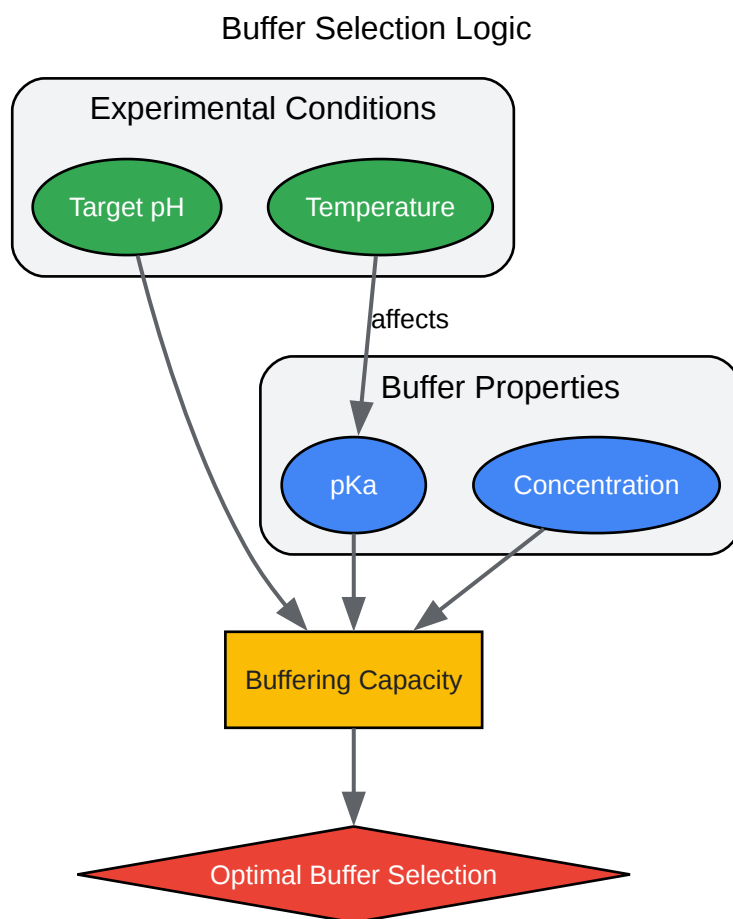 Buffer Selection Logic
Experimental Conditions
Target pH
Temperature
affects
Buffer Properties
pKa
Concentration
Buffering Capacity
Optimal Buffer Selection